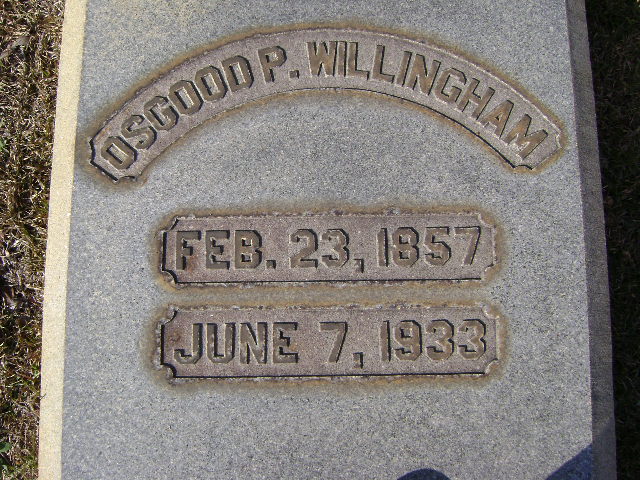 OSGOOD P. WILLINGHAM
FEB. 23, 1857
JUNE 7, 1933